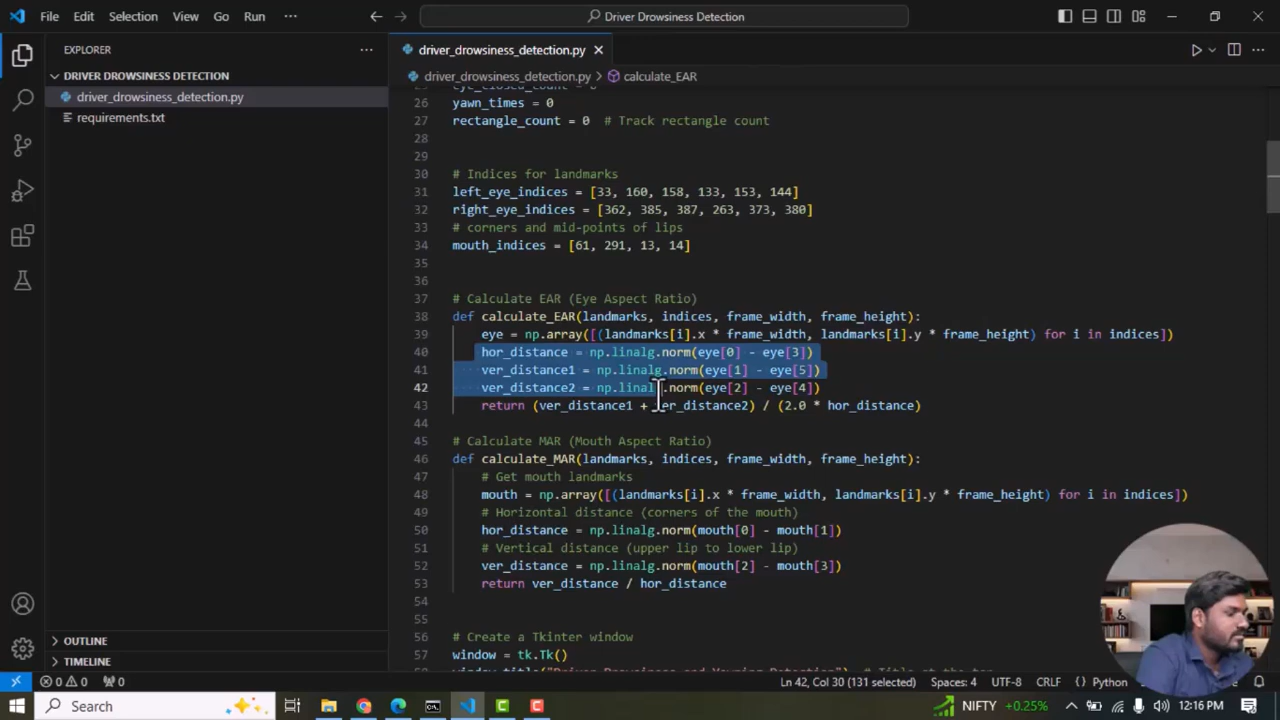 File Edit Selection View Go Run ··· Driver Drowsiness Detection
EXPLORER ···
DRIVER DROWSINESS DETECTION
driver_drowsiness_detection.py
requirements.txt
OUTLINE
TIMELINE
driver_drowsiness_detection.py
driver_drowsiness_detection.py > calculate_EAR
26 yawn_times = 0
27 rectangle_count = 0  # Track rectangle count
28
29
30 # Indices for landmarks
31 left_eye_indices = [33, 160, 158, 133, 153, 144]
32 right_eye_indices = [362, 385, 387, 263, 373, 380]
33 # corners and mid-points of lips
34 mouth_indices = [61, 291, 13, 14]
35
36
37 # Calculate EAR (Eye Aspect Ratio)
38 def calculate_EAR(landmarks, indices, frame_width, frame_height):
39     eye = np.array([(landmarks[i].x * frame_width, landmarks[i].y * frame_height) for i in indices])
40     hor_distance = np.linalg.norm(eye[0] - eye[3])
41     ver_distance1 = np.linalg.norm(eye[1] - eye[5])
42     ver_distance2 = np.linalg.norm(eye[2] - eye[4])
43     return (ver_distance1 + ver_distance2) / (2.0 * hor_distance)
44
45 # Calculate MAR (Mouth Aspect Ratio)
46 def calculate_MAR(landmarks, indices, frame_width, frame_height):
47     # Get mouth landmarks
48     mouth = np.array([(landmarks[i].x * frame_width, landmarks[i].y * frame_height) for i in indices])
49     # Horizontal distance (corners of the mouth)
50     hor_distance = np.linalg.norm(mouth[0] - mouth[1])
51     # Vertical distance (upper lip to lower lip)
52     ver_distance = np.linalg.norm(mouth[2] - mouth[3])
53     return ver_distance / hor_distance
54
55
56 # Create a Tkinter window
57 window = tk.Tk()
0 0 0 Ln 42, Col 30 (131 selected) Spaces: 4 UTF-8 CRLF {} Python
Search NIFTY +0.25% 12:16 PM